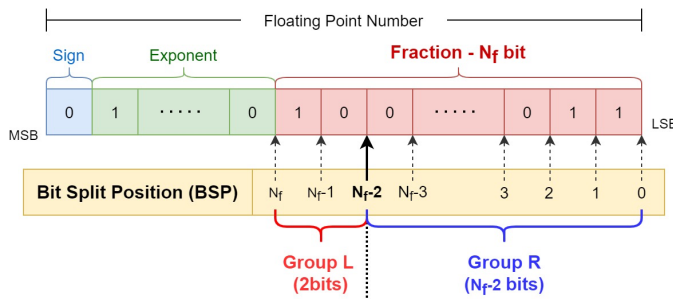 Floating Point Number
Sign Exponent Fraction - Nf bit
0 1 ····· 0 1 0 0 ····· 0 1 1
MSB LSB
Bit Split Position (BSP) Nf Nf-1 Nf-2 Nf-3 3 2 1 0
Group L Group R
(2bits) (Nf-2 bits)